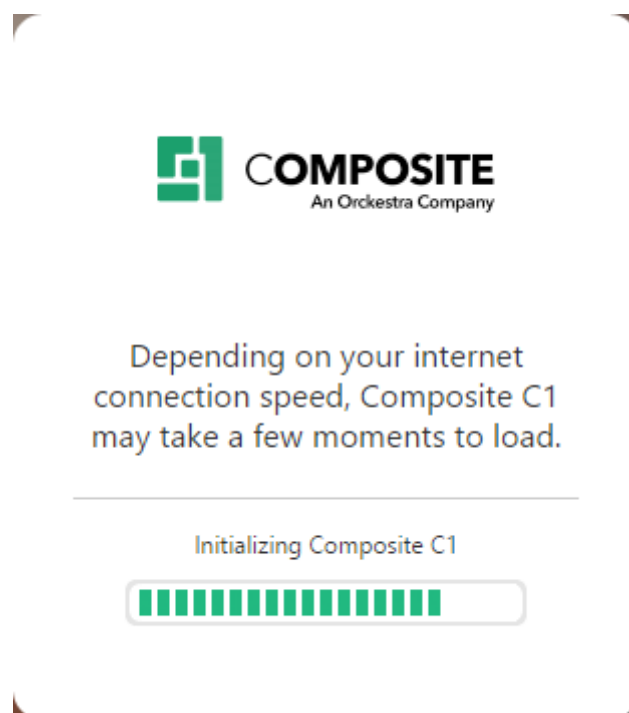 COMPOSITE
An Orckestra Company
Depending on your internet
connection speed, Composite C1
may take a few moments to load.
Initializing Composite C1